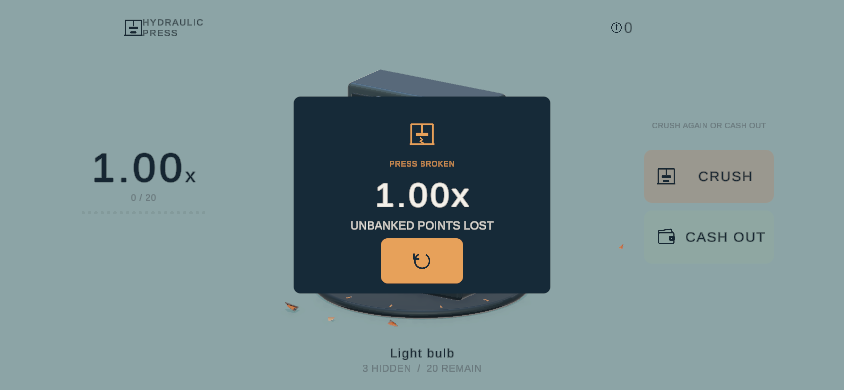 HYDRAULIC
PRESS
0
1.00x
0 / 20
PRESS BROKEN
1.00x
UNBANKED POINTS LOST
CRUSH AGAIN OR CASH OUT
CRUSH
CASH OUT
Light bulb
3 HIDDEN / 20 REMAIN